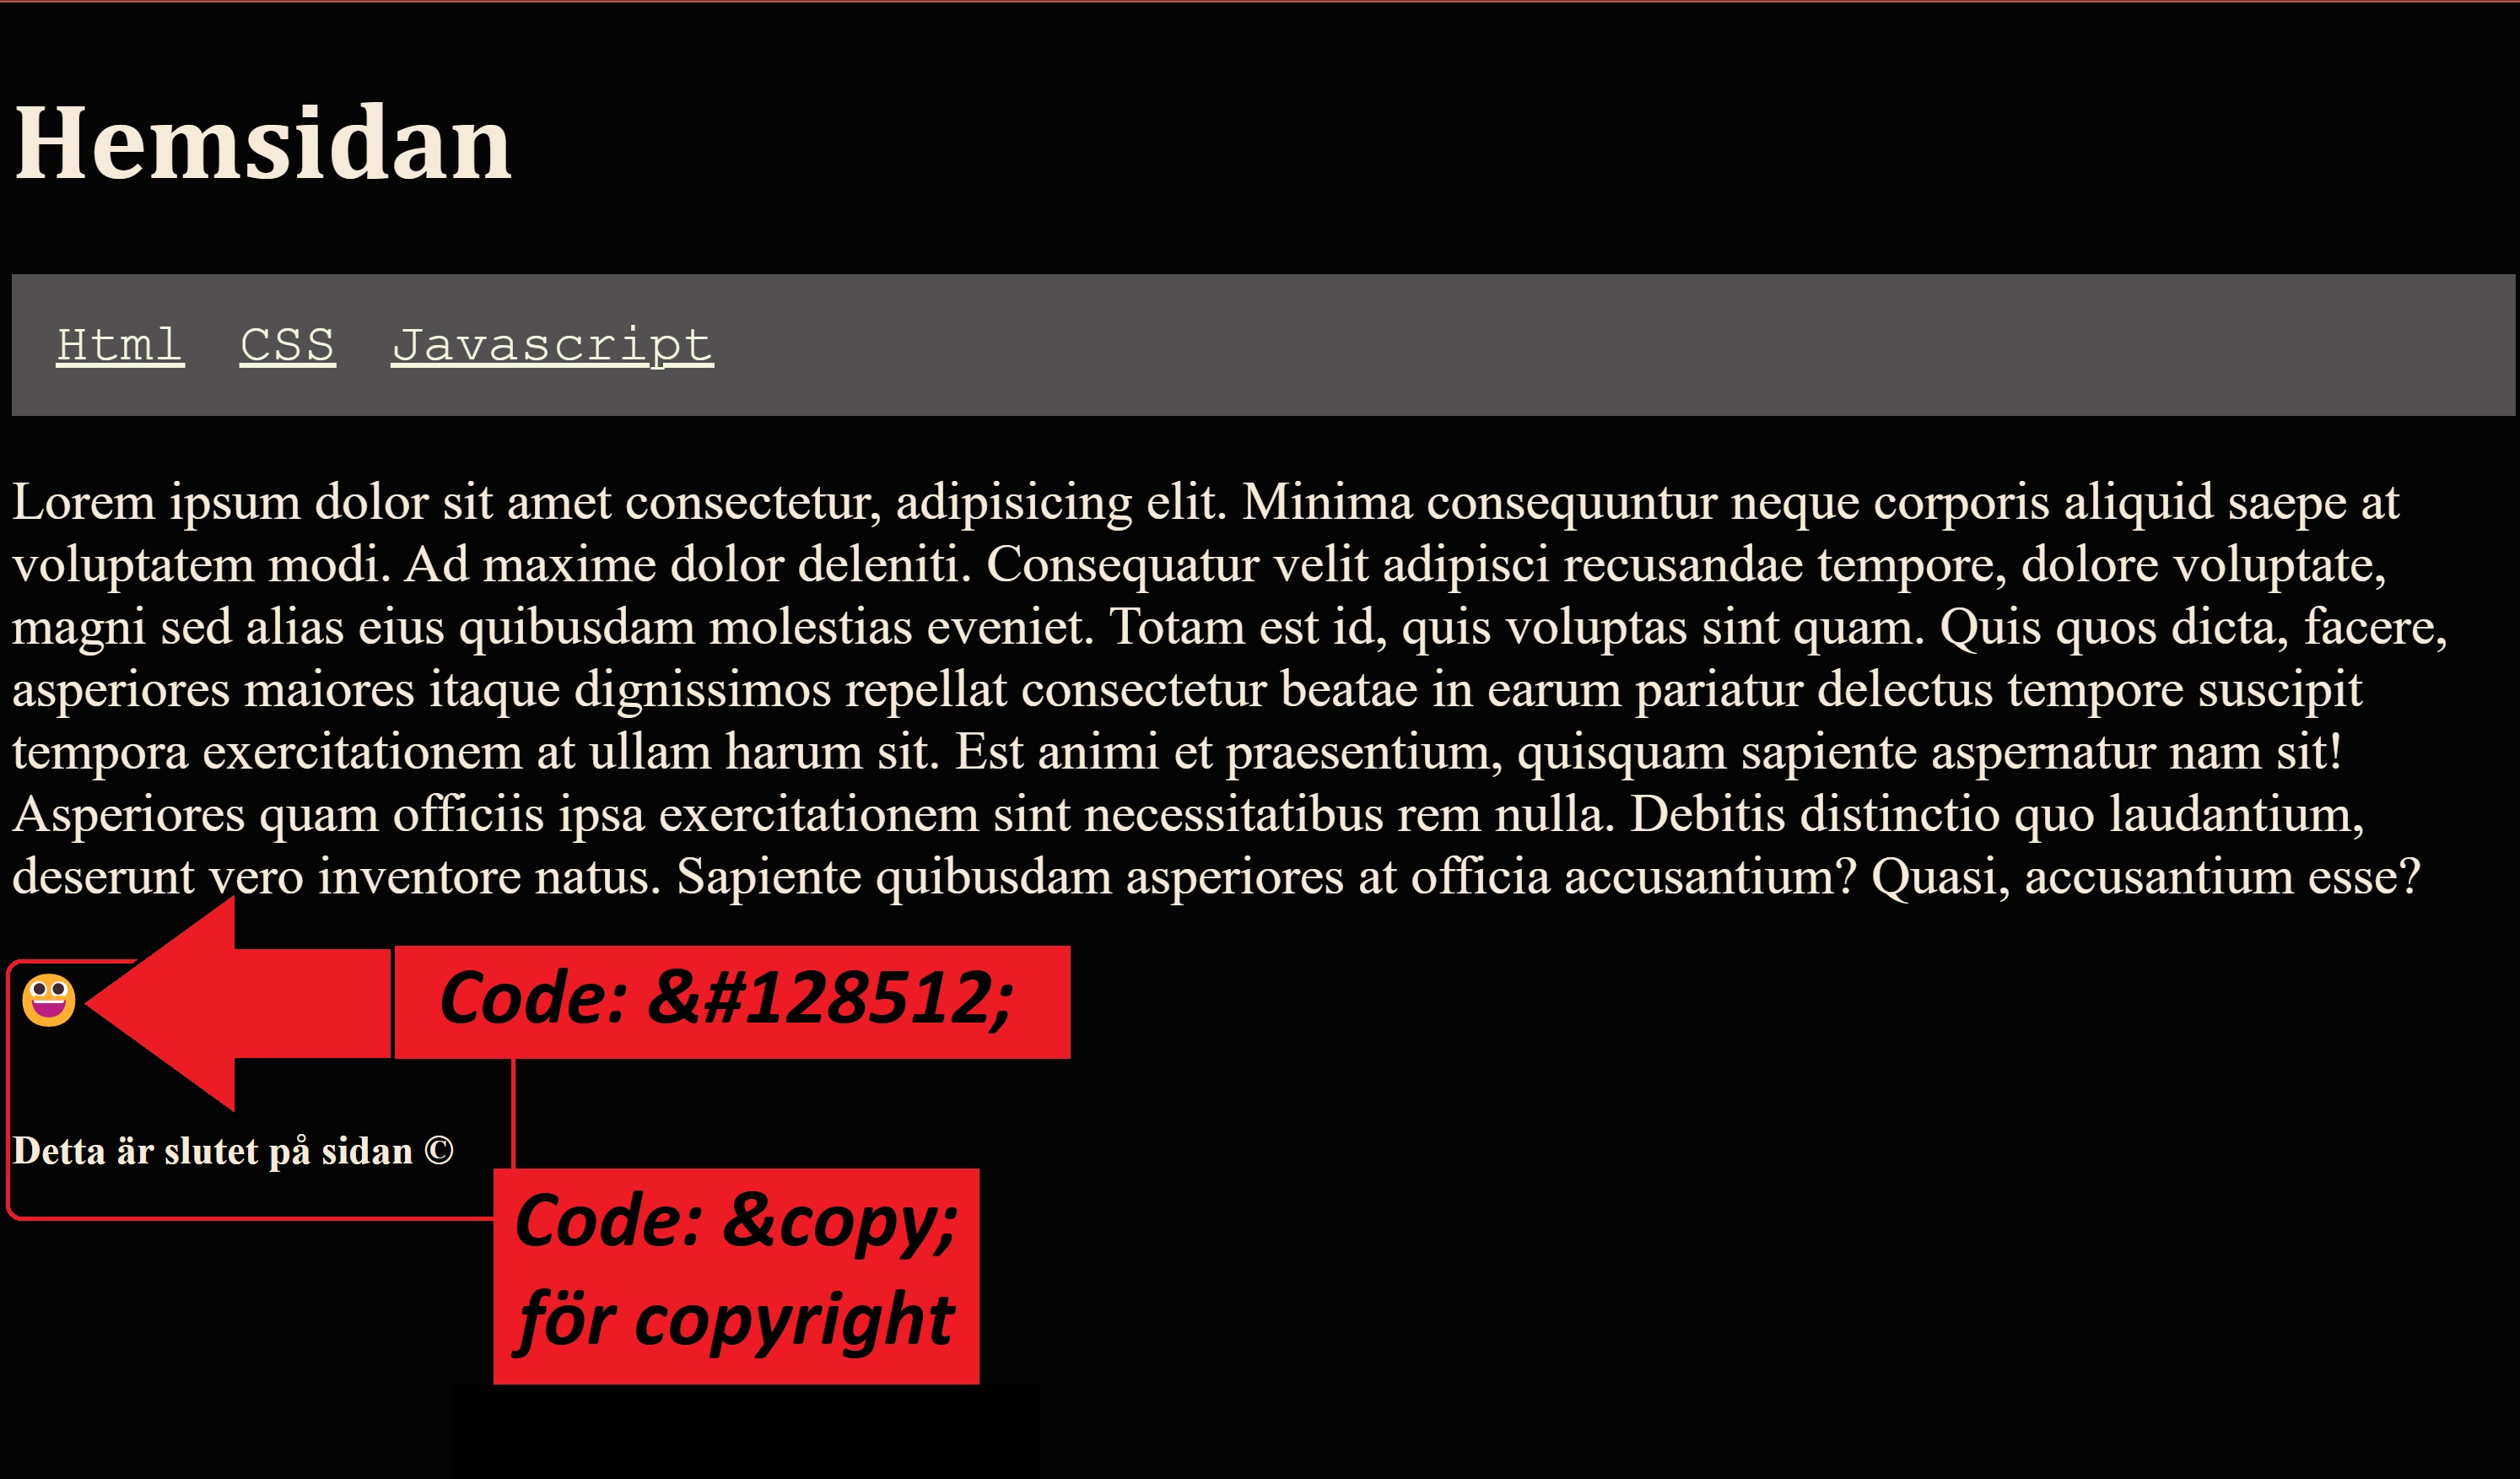 Hemsidan
Html CSS Javascript
Lorem ipsum dolor sit amet consectetur, adipisicing elit. Minima consequuntur neque corporis aliquid saepe at
voluptatem modi. Ad maxime dolor deleniti. Consequatur velit adipisci recusandae tempore, dolore voluptate,
magni sed alias eius quibusdam molestias eveniet. Totam est id, quis voluptas sint quam. Quis quos dicta, facere,
asperiores maiores itaque dignissimos repellat consectetur beatae in earum pariatur delectus tempore suscipit
tempora exercitationem at ullam harum sit. Est animi et praesentium, quisquam sapiente aspernatur nam sit!
Asperiores quam officiis ipsa exercitationem sint necessitatibus rem nulla. Debitis distinctio quo laudantium,
deserunt vero inventore natus. Sapiente quibusdam asperiores at officia accusantium? Quasi, accusantium esse?
😀
Code: &#128512;
Detta är slutet på sidan ©
Code: &copy;
för copyright